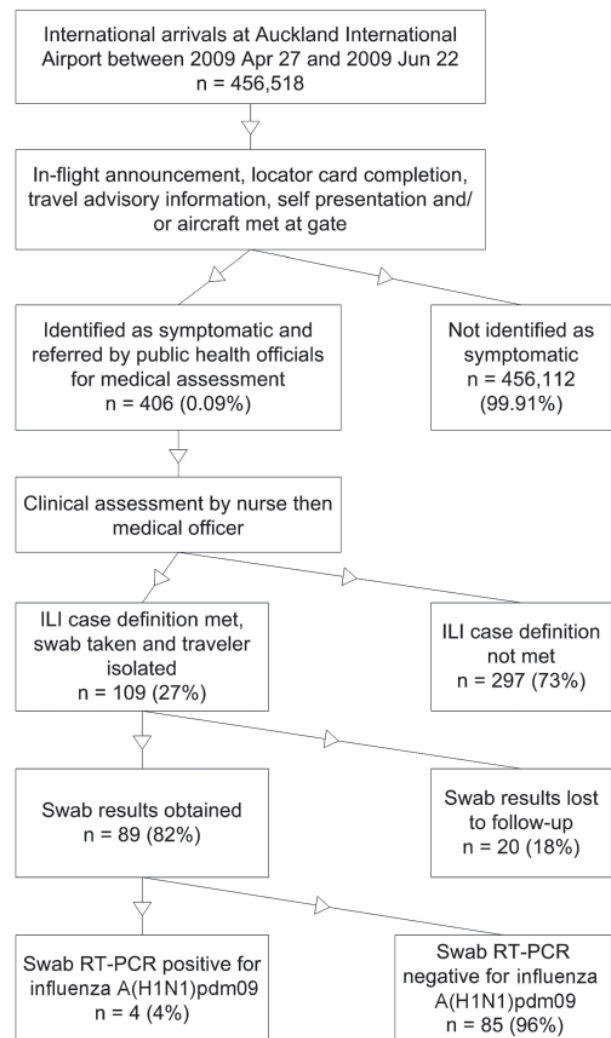 International arrivals at Auckland International
Airport between 2009 Apr 27 and 2009 Jun 22
n = 456,518
In-flight announcement, locator card completion,
travel advisory information, self presentation and/
or aircraft met at gate
Identified as symptomatic and
referred by public health officials
for medical assessment
n = 406 (0.09%)
Not identified as
symptomatic
n = 456,112
(99.91%)
Clinical assessment by nurse then
medical officer
ILI case definition met,
swab taken and traveler
isolated
n = 109 (27%)
ILI case definition
not met
n = 297 (73%)
Swab results obtained
n = 89 (82%)
Swab results lost
to follow-up
n = 20 (18%)
Swab RT-PCR positive for
influenza A(H1N1)pdm09
n = 4 (4%)
Swab RT-PCR
negative for influenza
A(H1N1)pdm09
n = 85 (96%)